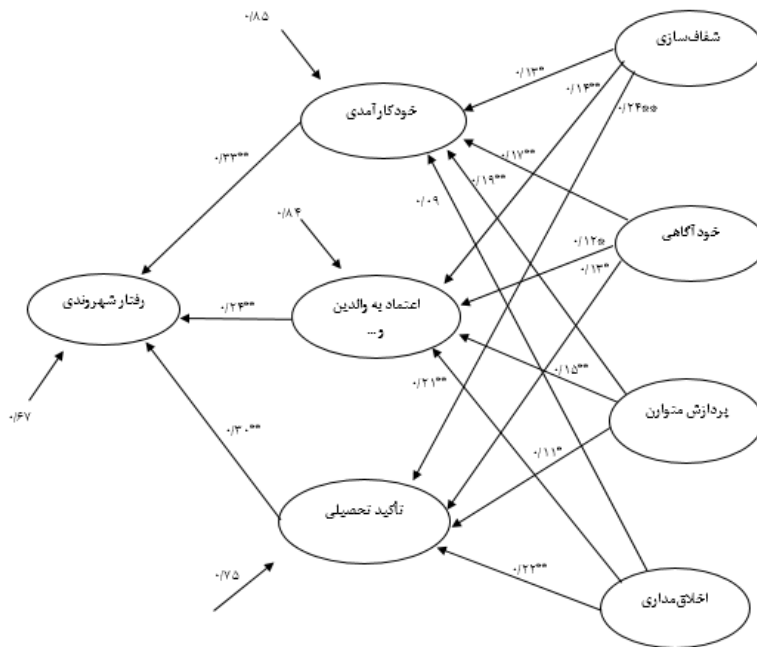 ۰/۸۵
شفاف‌سازی
۰/۱۳*
۰/۱۴**
۰/۲۴**
خودکارآمدی
۰/۳۳**
۰/۱۷**
۰/۱۹**
۰/۰۹
۰/۸۴
خودآگاهی
۰/۱۲*
۰/۱۳*
رفتار شهروندی
اعتماد به والدین
و...
۰/۲۴**
۰/۶۷
۰/۱۵**
۰/۲۱**
پردازش متوارن
۰/۳۰**
۰/۱۱*
تأکید تحصیلی
۰/۷۵
۰/۲۲**
اخلاق‌مداری